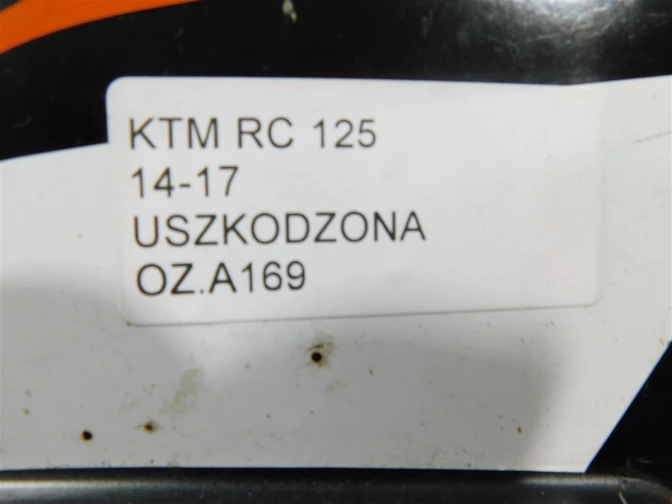 KTM RC 125
14-17
USZKODZONA
OZ.A169